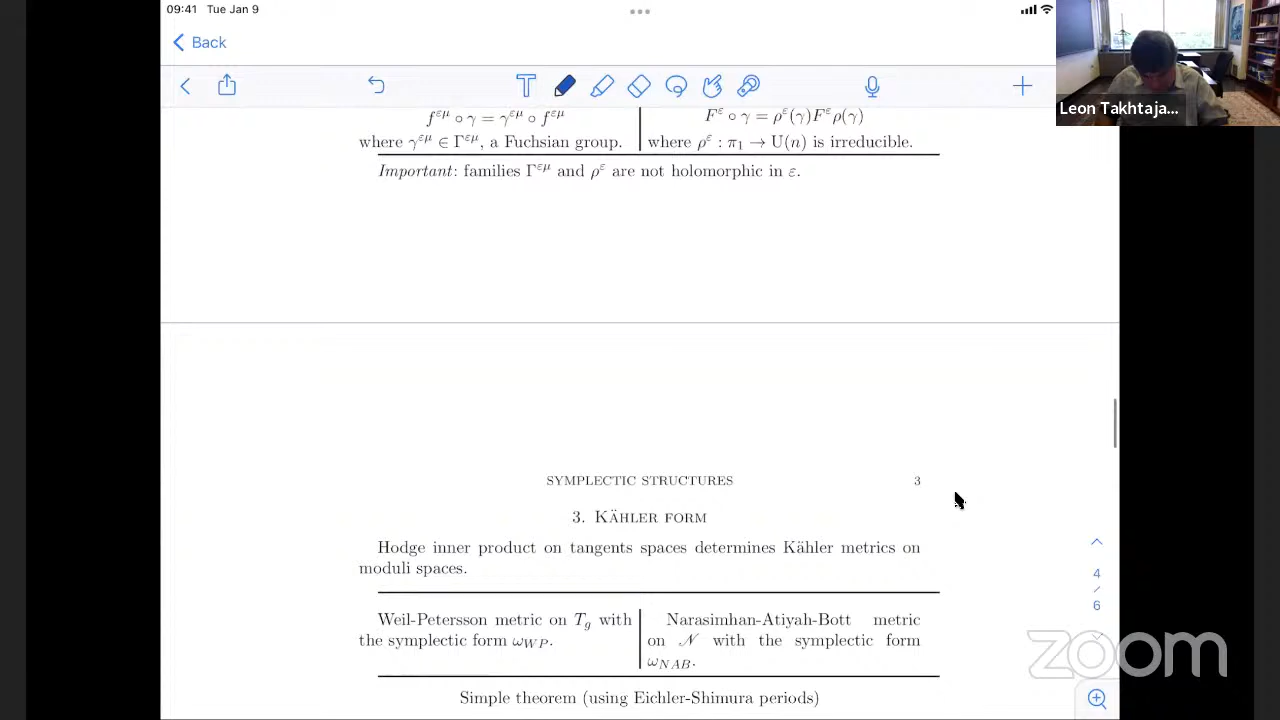 09:41 Tue Jan 9
Back
Leon Takhtaja...
f^{εμ} ∘ γ = γ^{εμ} ∘ f^{εμ}
where γ^{εμ} ∈ Γ^{εμ}, a Fuchsian group.
F^ε ∘ γ = ρ^ε(γ)F^ερ(γ)
where ρ^ε : π₁ → U(n) is irreducible.
Important: families Γ^{εμ} and ρ^ε are not holomorphic in ε.
SYMPLECTIC STRUCTURES 3
3. KÄHLER FORM
Hodge inner product on tangents spaces determines Kähler metrics on
moduli spaces.
Weil-Petersson metric on T_g with
the symplectic form ω_{WP}.
Narasimhan-Atiyah-Bott metric
on 𝒩 with the symplectic form
ω_{NAB}.
Simple theorem (using Eichler-Shimura periods)
4
/
6
zoom